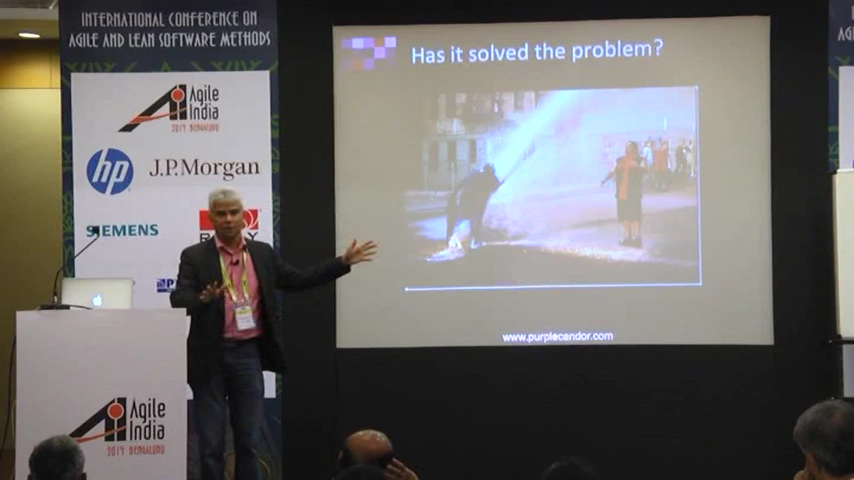 INTERNATIONAL CONFERENCE ON
AGILE AND LEAN SOFTWARE METHODS
Agile
India
2014 BENGALURU
hp
J.P.Morgan
SIEMENS
Has it solved the problem?
www.purplecandor.com
Agile
India
2014 BENGALURU